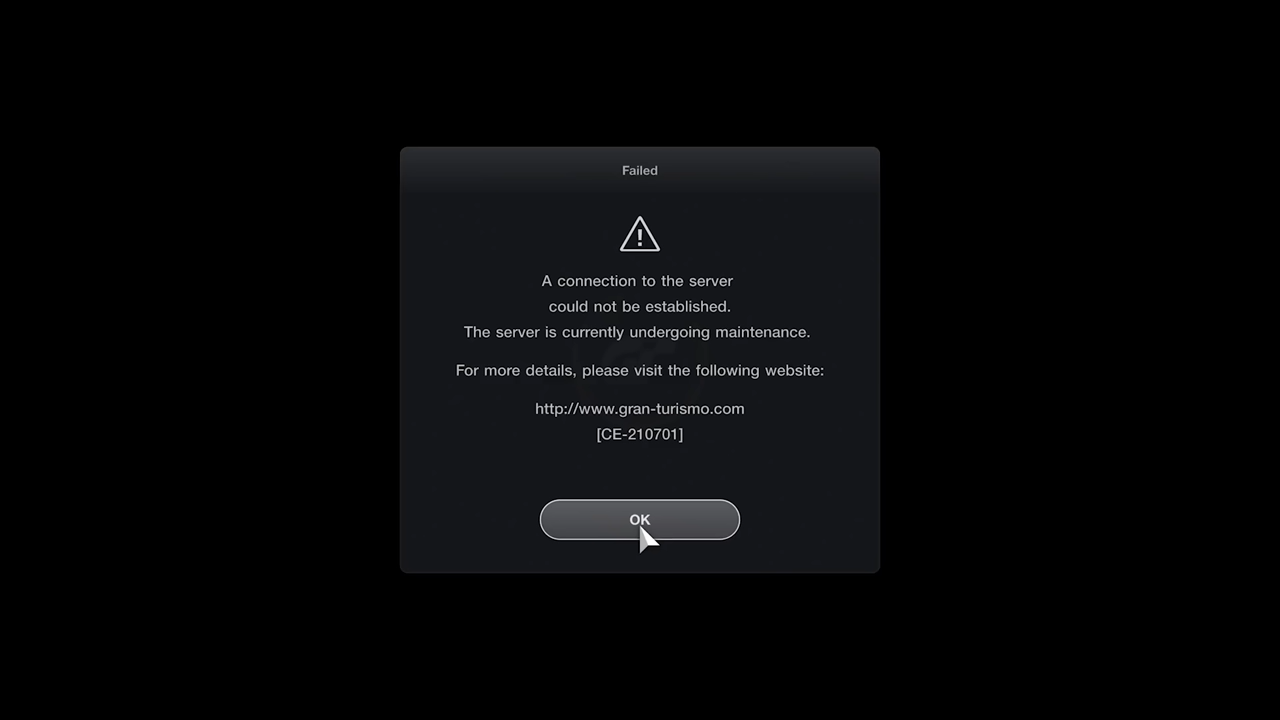 Failed
A connection to the server
could not be established.
The server is currently undergoing maintenance.
For more details, please visit the following website:
http://www.gran-turismo.com
[CE-210701]
OK